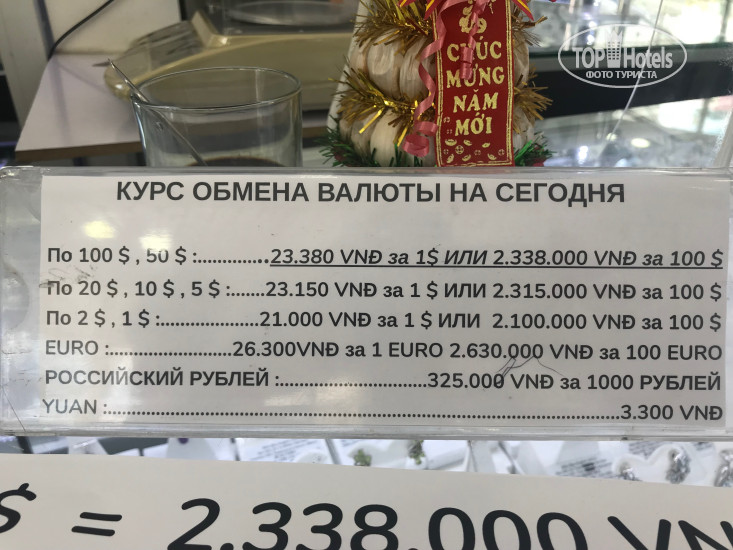 TOP Hotels
ФОТО ТУРИСТА
CHÚC
MỪNG
NĂM
MỚI
КУРС ОБМЕНА ВАЛЮТЫ НА СЕГОДНЯ
По 100 $ , 50 $ :.............. 23.380 VNĐ за 1$ ИЛИ 2.338.000 VNĐ за 100 $
По 20 $ , 10 $ , 5 $ :.......23.150 VNĐ за 1 $ ИЛИ 2.315.000 VNĐ за 100 $
По 2 $ , 1 $ :....................21.000 VNĐ за 1 $ ИЛИ 2.100.000 VNĐ за 100 $
EURO :.........................26.300VNĐ за 1 EURO 2.630.000 VNĐ за 100 EURO
РОССИЙСКИЙ РУБЛЕЙ :.............................325.000 VNĐ за 1000 РУБЛЕЙ
YUAN :.......................................................................................3.300 VNĐ
$ = 2.338.000 VN